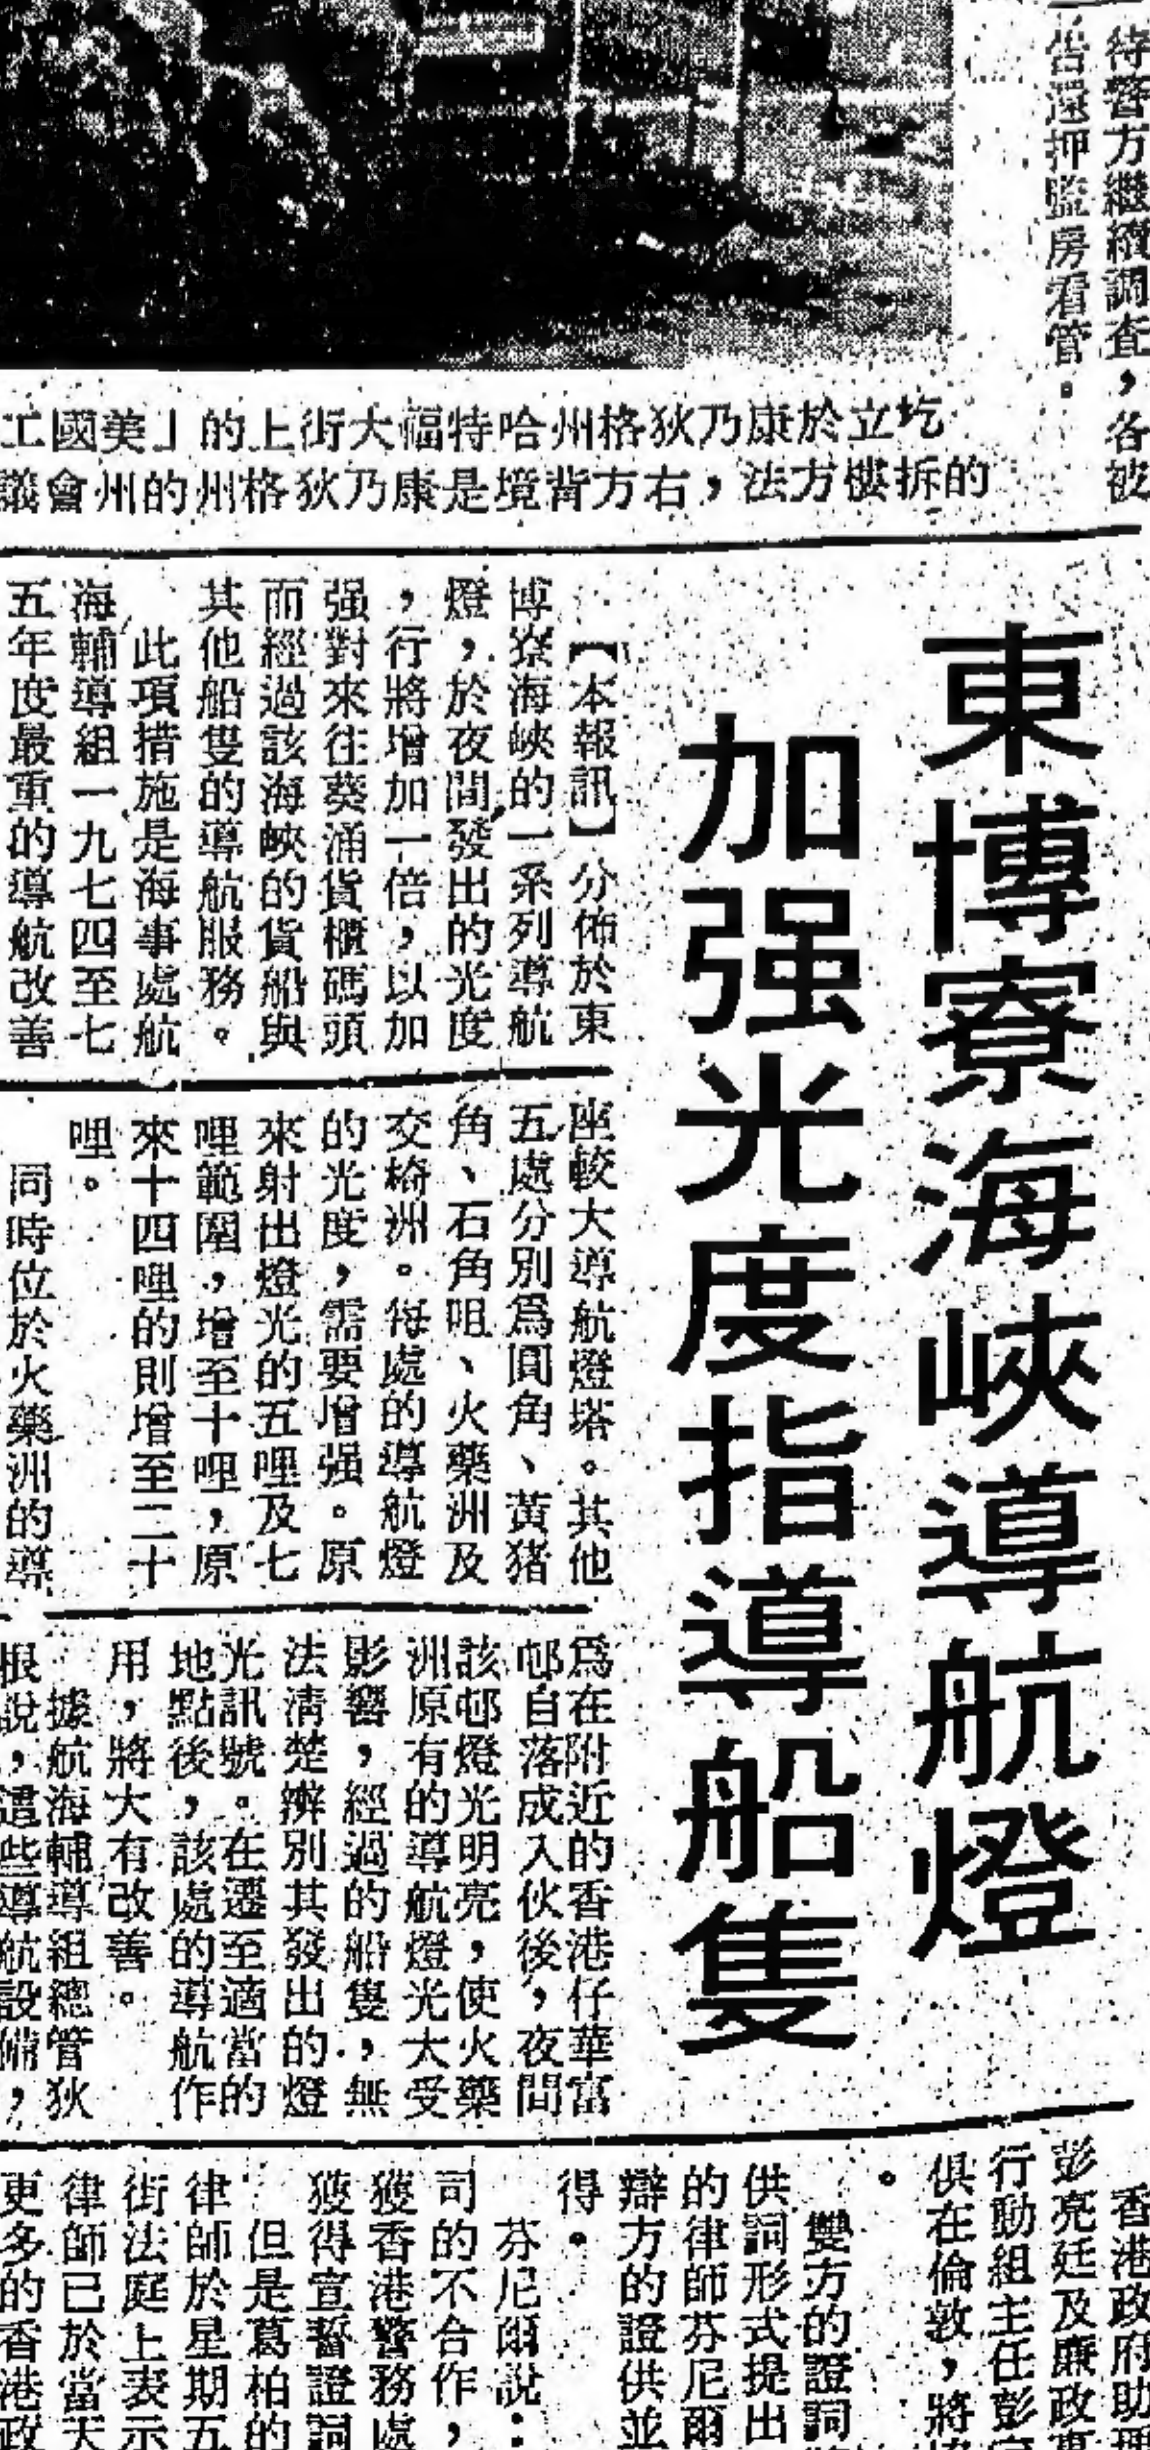 待警方繼續調查，各被
告還押監房看管。
工國美」的上街大福特哈州格狄乃康於立圪
議會州的州格狄乃康是境背方右，法方樓拆的
東博寮海峽導航燈
加强光度指導船隻
【本報訊】分佈於東
博寮海峽的一系列導航
燈，於夜間發出的光度
，行將增加一倍，以加
强對來往葵涌貨櫃碼頭
而經過該海峽的貨船與
其他船隻的導航服務。
此項措施是海事處航
海輔導組一九七四至七
五年度最重的導航改善
座較大導航燈塔。其他
五處分別爲圓角、黃猪
角、石角咀、火藥洲及
交椅洲。每處的導航燈
的光度，需要增强。原
來射出燈光的五哩及七
哩範圍，增至十哩，原
來十四哩的則增至二十
哩。
同時位於火藥洲的導
爲在附近的香港仔華富
邨自落成入伙後，夜間
該邨燈光明亮，使火藥
洲原有的導航燈光大受
影響，經過的船隻，無
法清楚辨別其發出的燈
光訊號。在遷至適當的
地點後，該處的導航作
用，將大有改善。
據航海輔導組總管狄
根說，這些導航設備，
香港政府助理
彭亮廷及廉政專
行動組主任彭
俱在倫敦，將
。
雙方的證詞
供詞形式提出
的律師芬尼爾
辯方的證供並
得。
芬尼爾說：
司的不合作，
獲香港警務處
獲得宣誓證詞
但是葛柏的
律師於星期五
街法庭上表示
律師已於當天
更多的香港政